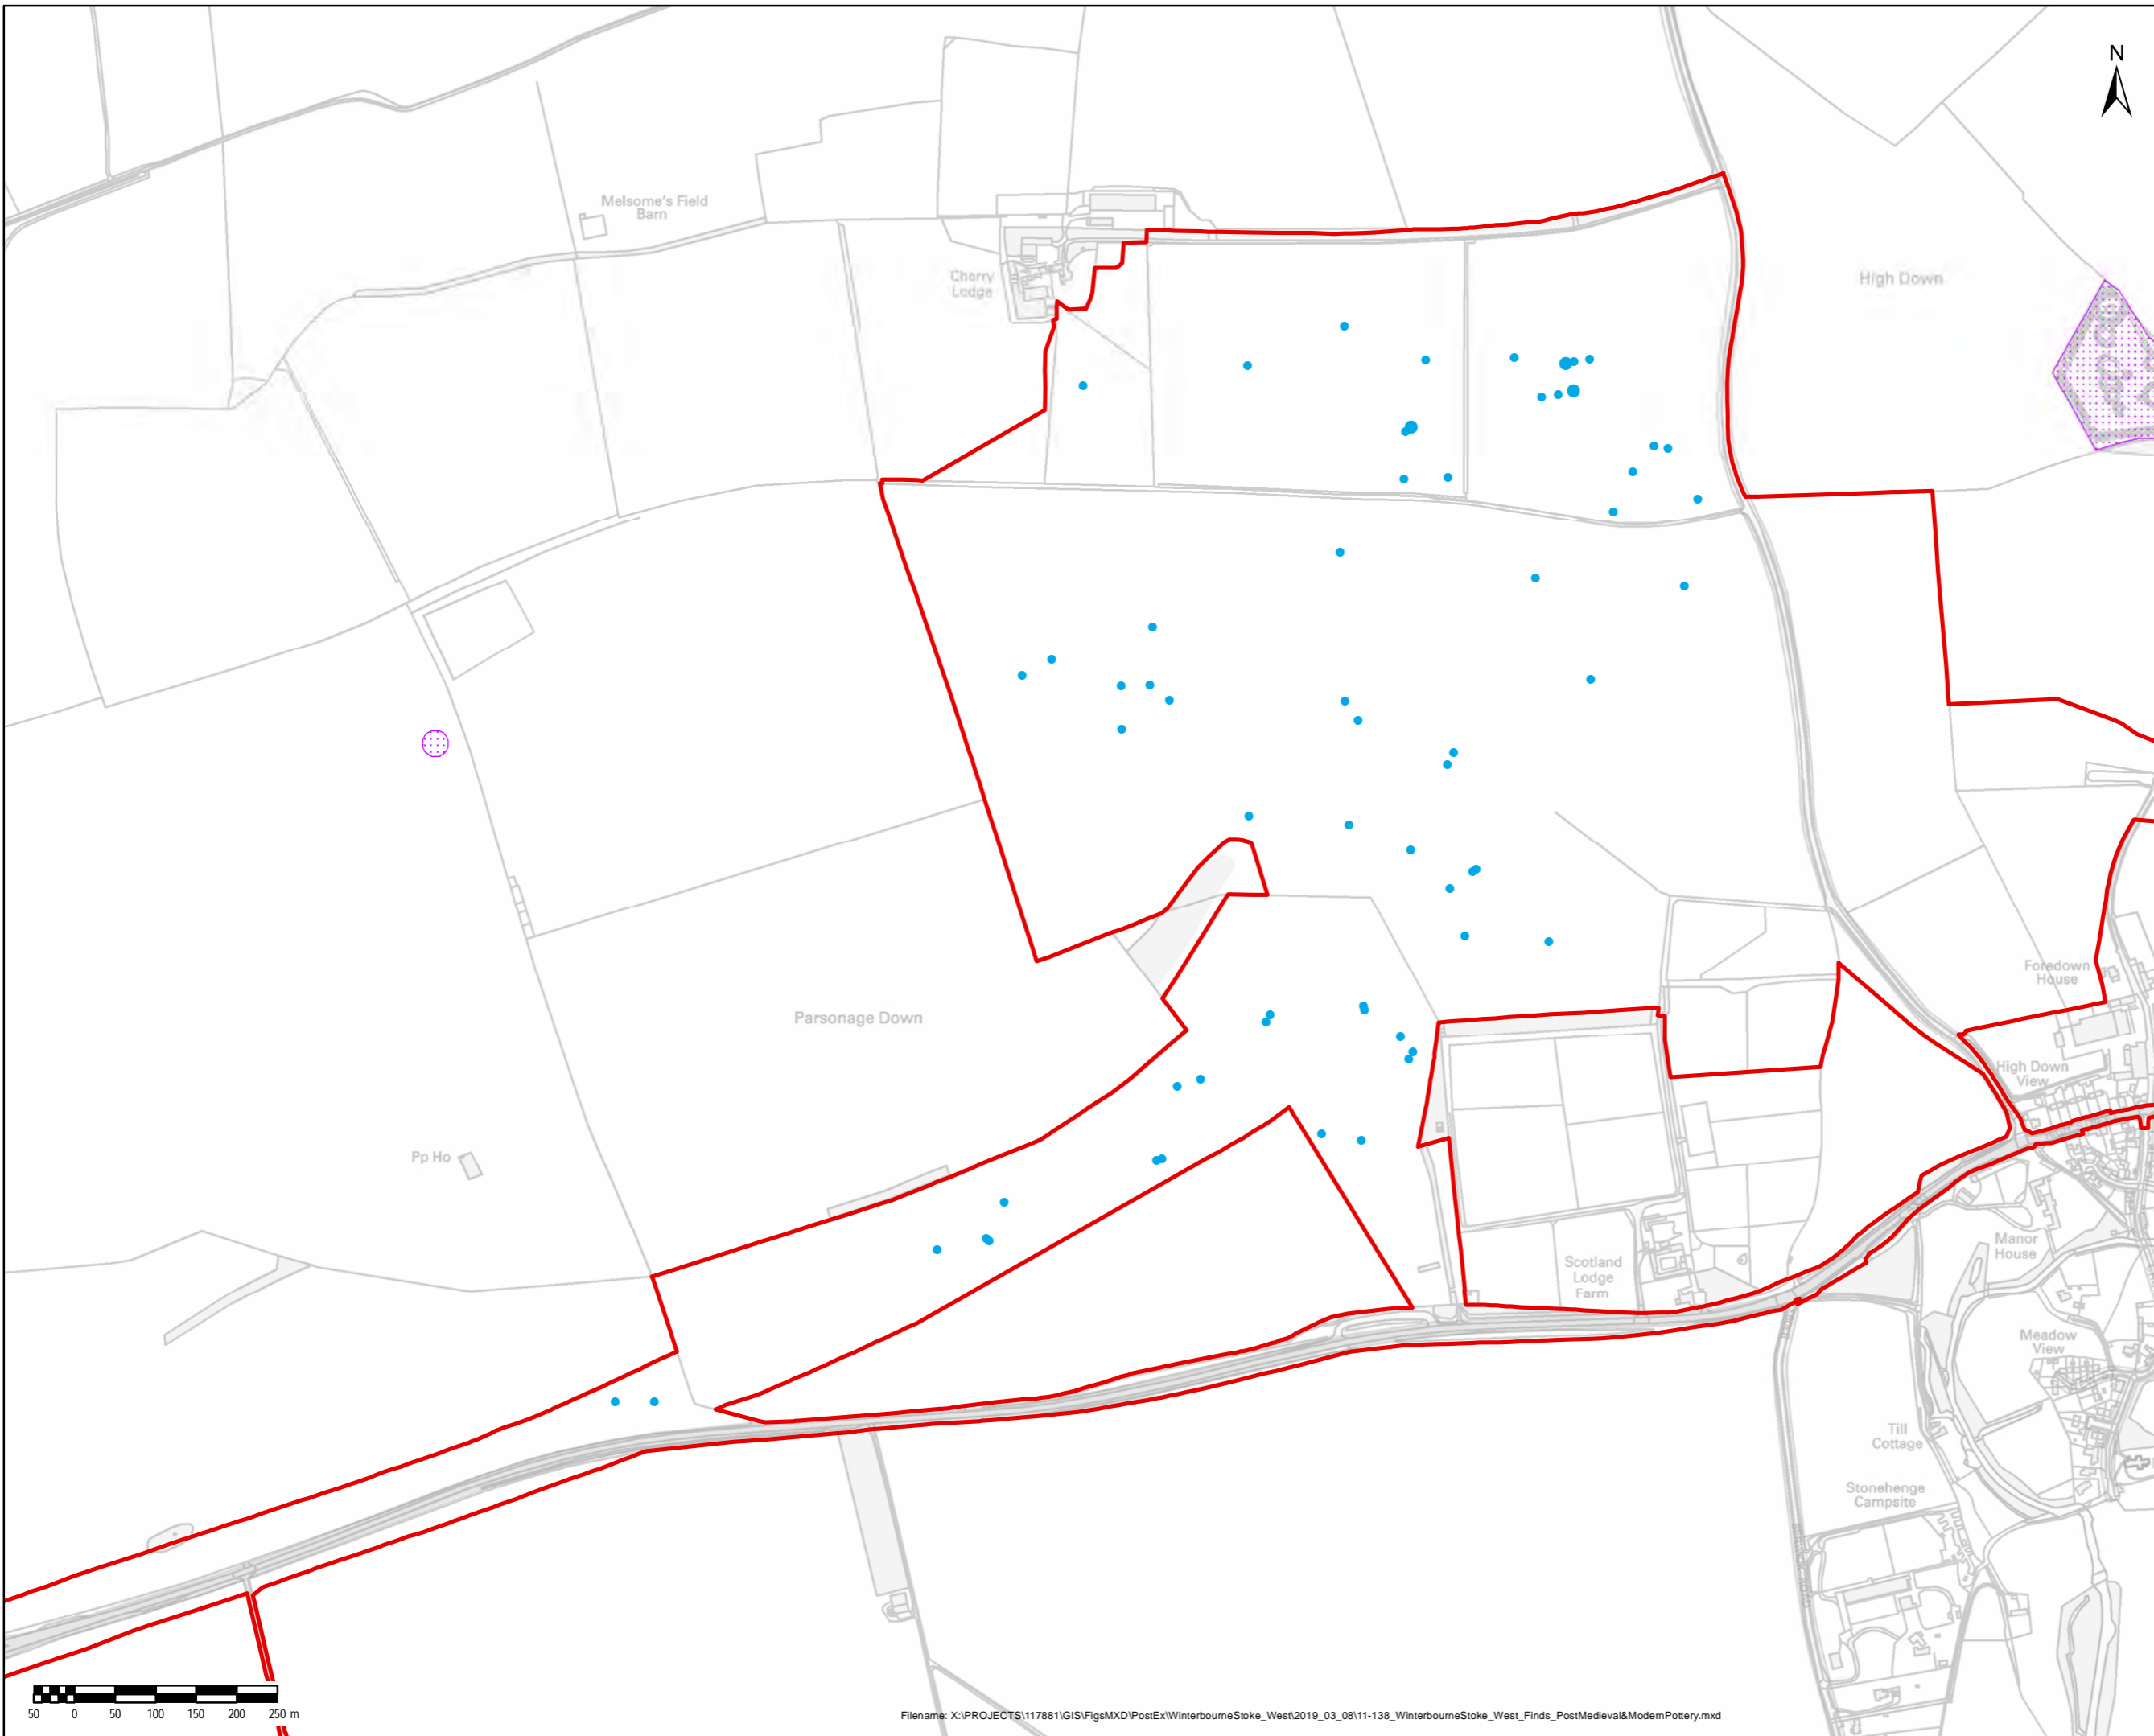 N
Melsome's Field
Barn
Cherry
Lodge
High Down
Foredown
House
Parsonage Down
High Down
View
Pp Ho
Manor
House
Scotland
Lodge
Farm
Meadow
View
Till
Cottage
Stonehenge
Campsite
50 0 50 100 150 200 250 m
Filename: X:\PROJECTS\117881\GIS\FigsMXD\PostEx\WinterbourneStoke_West\2019_03_08\11-138_WinterbourneStoke_West_Finds_PostMedieval&ModernPottery.mxd